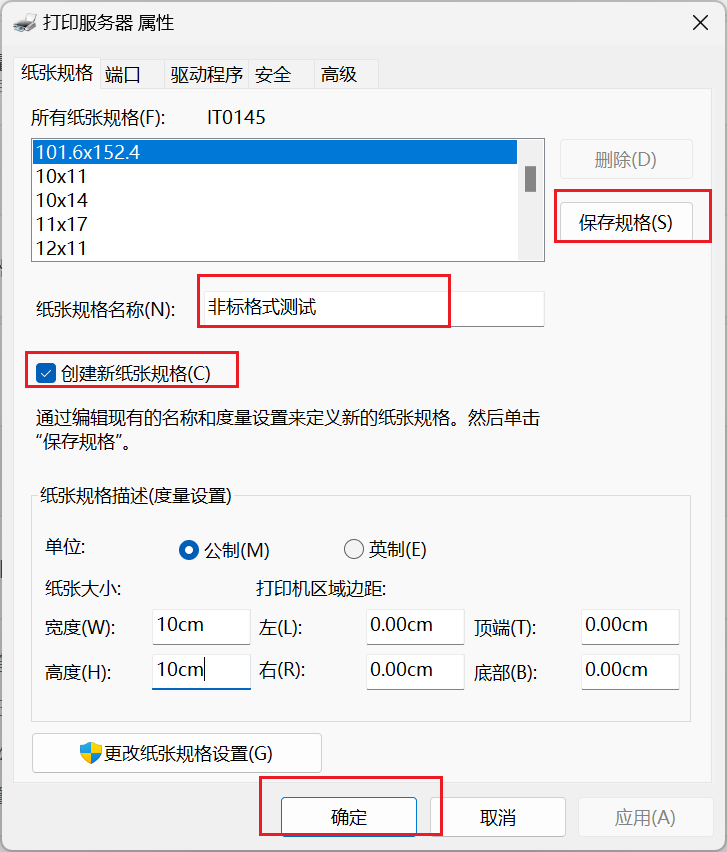 打印服务器 属性
纸张规格 端口 驱动程序 安全 高级
所有纸张规格(F): IT0145
101.6x152.4
10x11
10x14
11x17
12x11
删除(D)
保存规格(S)
纸张规格名称(N): 非标格式测试
创建新纸张规格(C)
通过编辑现有的名称和度量设置来定义新的纸张规格。然后单击
“保存规格”。
纸张规格描述(度量设置)
单位: 公制(M) 英制(E)
纸张大小: 打印机区域边距:
宽度(W): 10cm 左(L): 0.00cm 顶端(T): 0.00cm
高度(H): 10cm 右(R): 0.00cm 底部(B): 0.00cm
更改纸张规格设置(G)
确定 取消 应用(A)